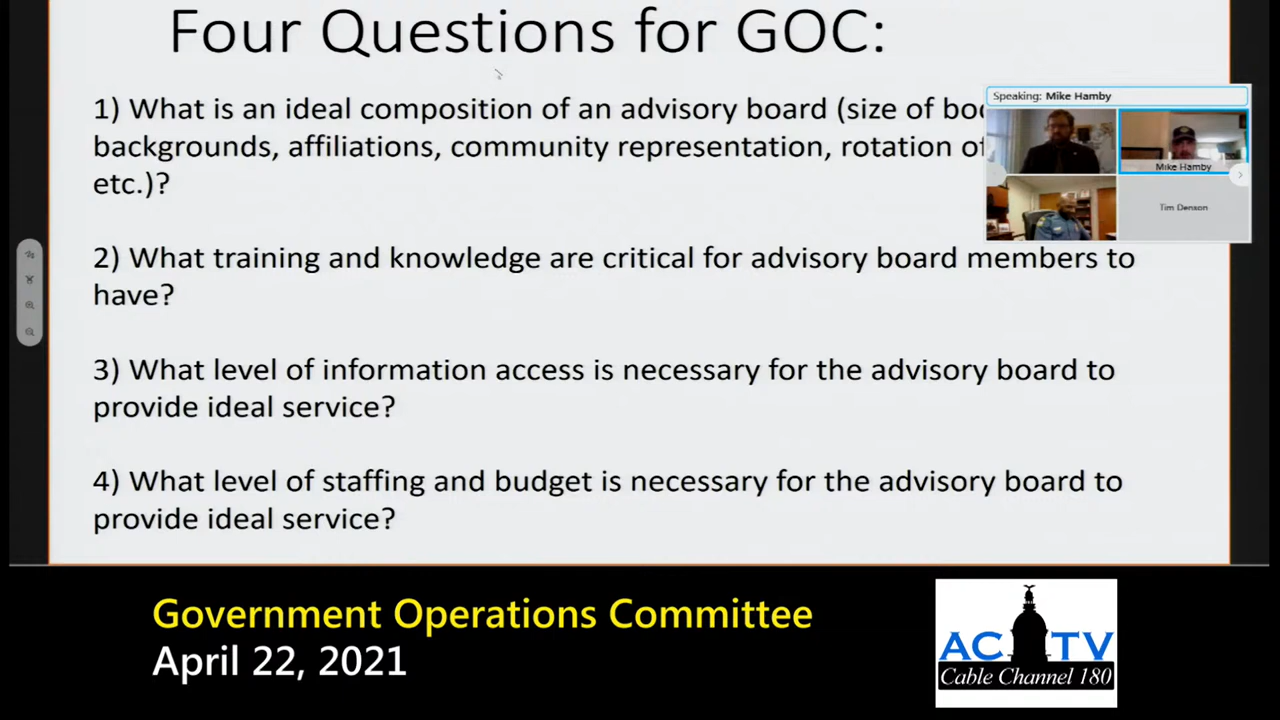 Four Questions for GOC:
1) What is an ideal composition of an advisory board (size of
backgrounds, affiliations, community representation, rotation
etc.)?
Speaking: Mike Hamby
Mike Hamby
Tim Denson
2) What training and knowledge are critical for advisory board members to
have?
3) What level of information access is necessary for the advisory board to
provide ideal service?
4) What level of staffing and budget is necessary for the advisory board to
provide ideal service?
Government Operations Committee
April 22, 2021
ACTV
Cable Channel 180